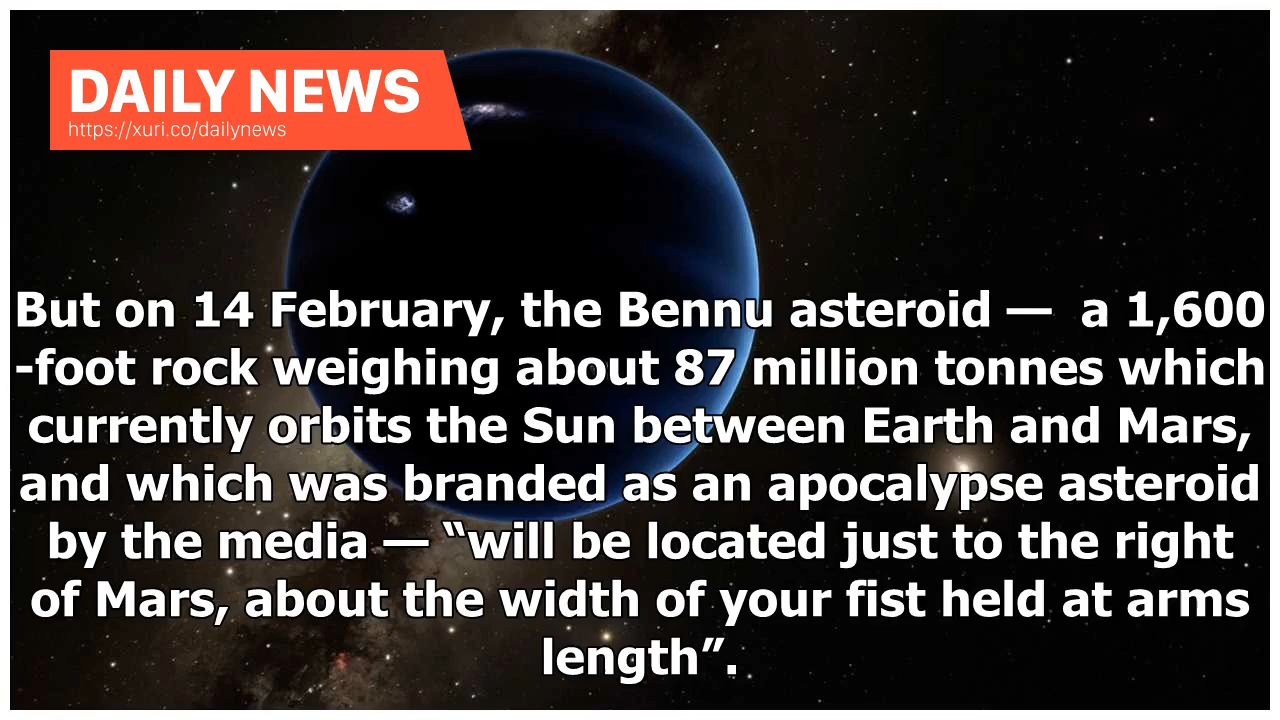 DAILY NEWS
https://xuri.co/dailynews
But on 14 February, the Bennu asteroid —  a 1,600
-foot rock weighing about 87 million tonnes which
currently orbits the Sun between Earth and Mars,
and which was branded as an apocalypse asteroid
by the media — “will be located just to the right
of Mars, about the width of your fist held at arms
length”.